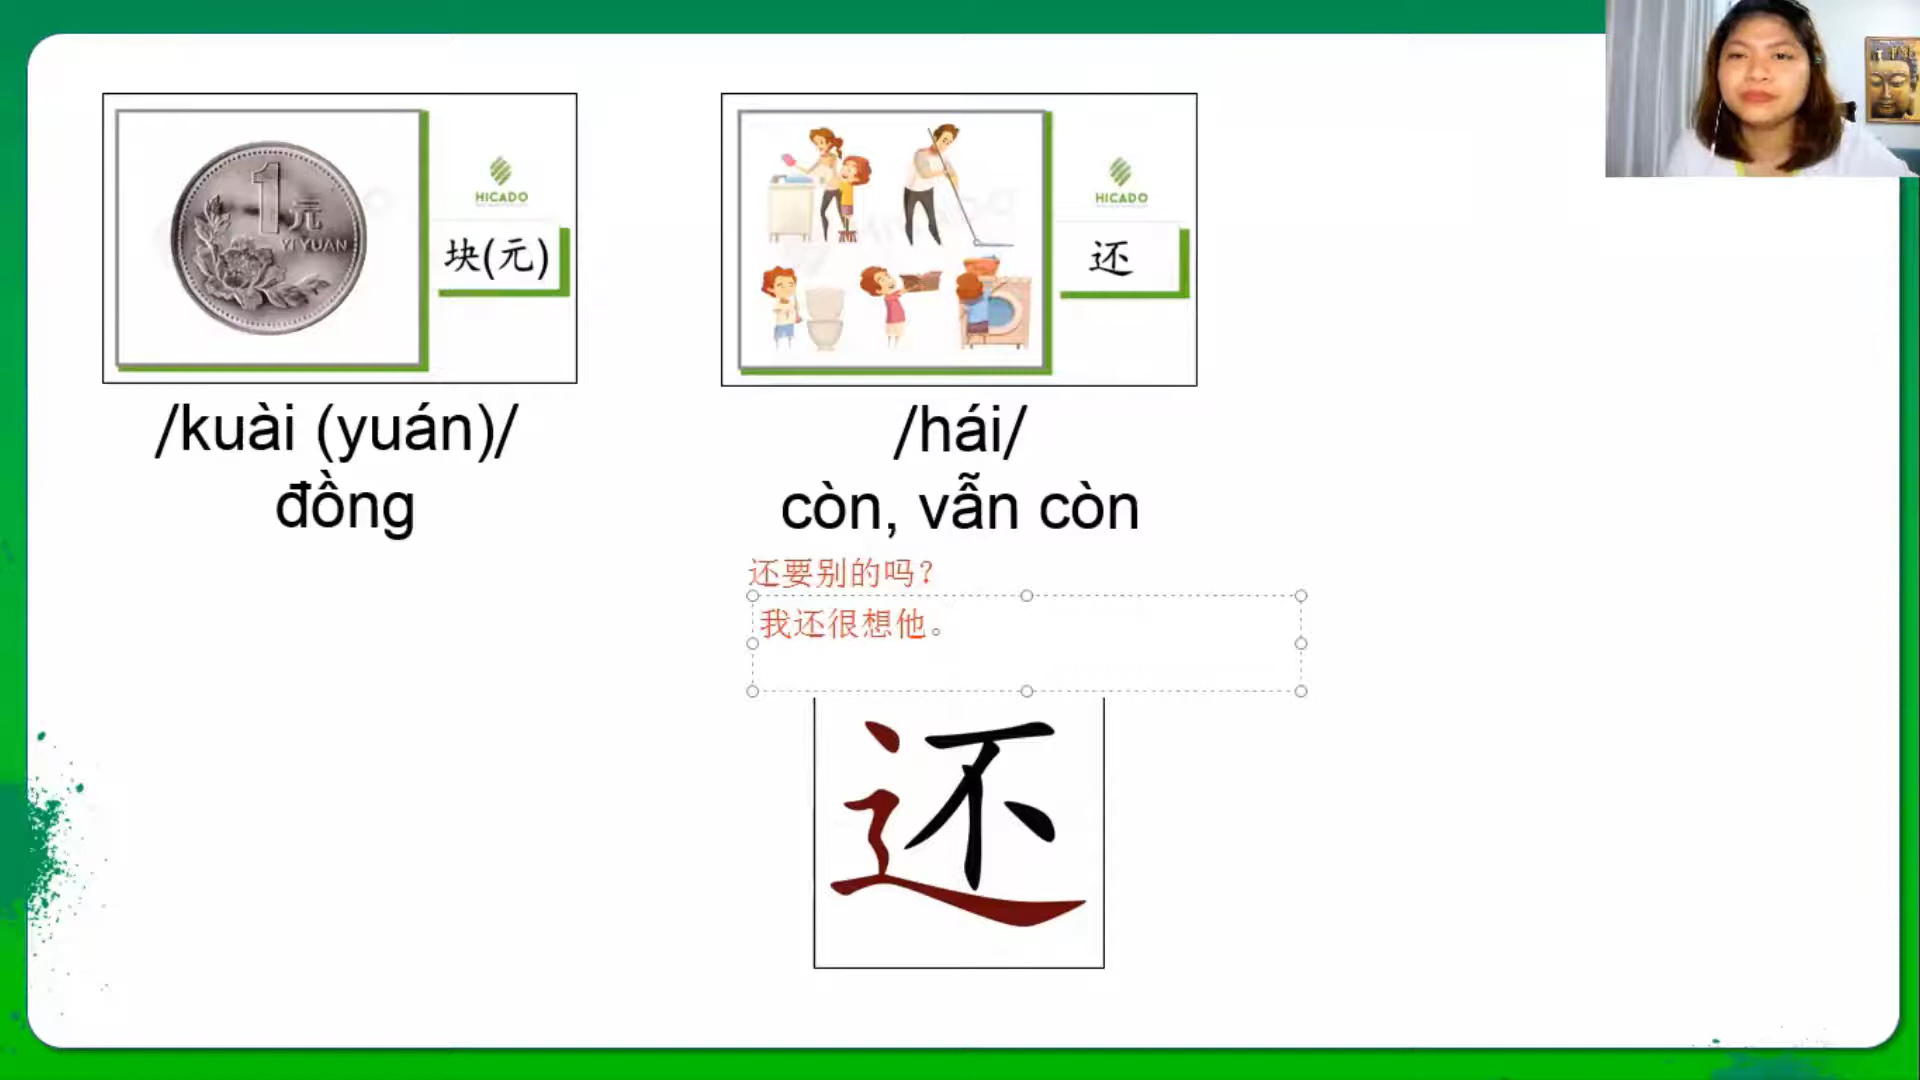 1元
YI YUAN
HICADO
块(元)
/kuài (yuán)/
đồng
HICADO
还
/hái/
còn, vẫn còn
还要别的吗？
我还很想他。
还